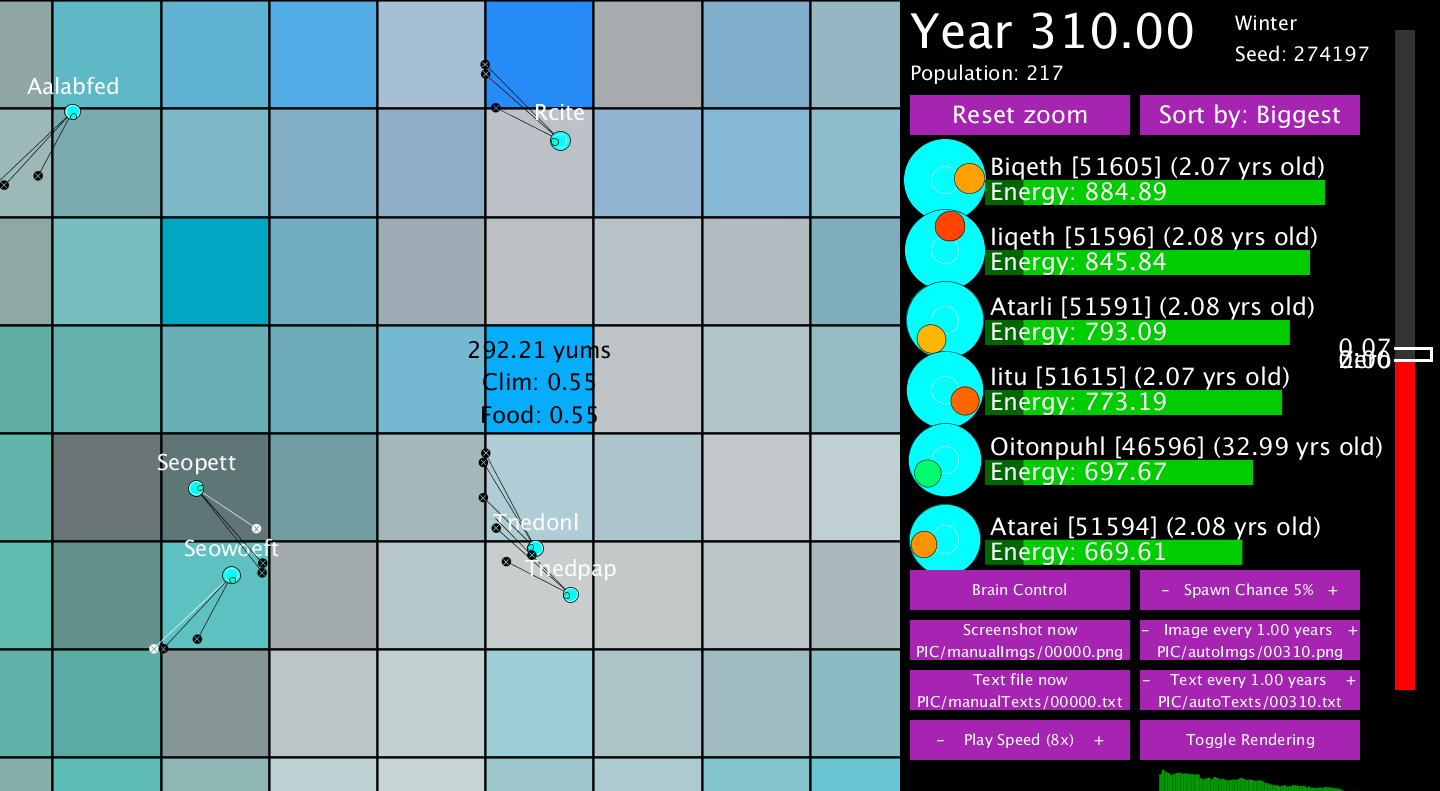 Aalabfed
Rcite
292.21 yums
Clim: 0.55
Food: 0.55
Seopett
Seowoeft
Tnedonl
Tnedpap
Year 310.00
Winter
Seed: 274197
Population: 217
Reset zoom
Sort by: Biggest
Biqeth [51605] (2.07 yrs old)
Energy: 884.89
Iiqeth [51596] (2.08 yrs old)
Energy: 845.84
Atarli [51591] (2.08 yrs old)
Energy: 793.09
Iitu [51615] (2.07 yrs old)
Energy: 773.19
Oitonpuhl [46596] (32.99 yrs old)
Energy: 697.67
Atarei [51594] (2.08 yrs old)
Energy: 669.61
0.07
Brain Control
- Spawn Chance 5% +
Screenshot now
PIC/manualImgs/00000.png
- Image every 1.00 years +
PIC/autoImgs/00310.png
Text file now
PIC/manualTexts/00000.txt
- Text every 1.00 years +
PIC/autoTexts/00310.txt
- Play Speed (8x) +
Toggle Rendering